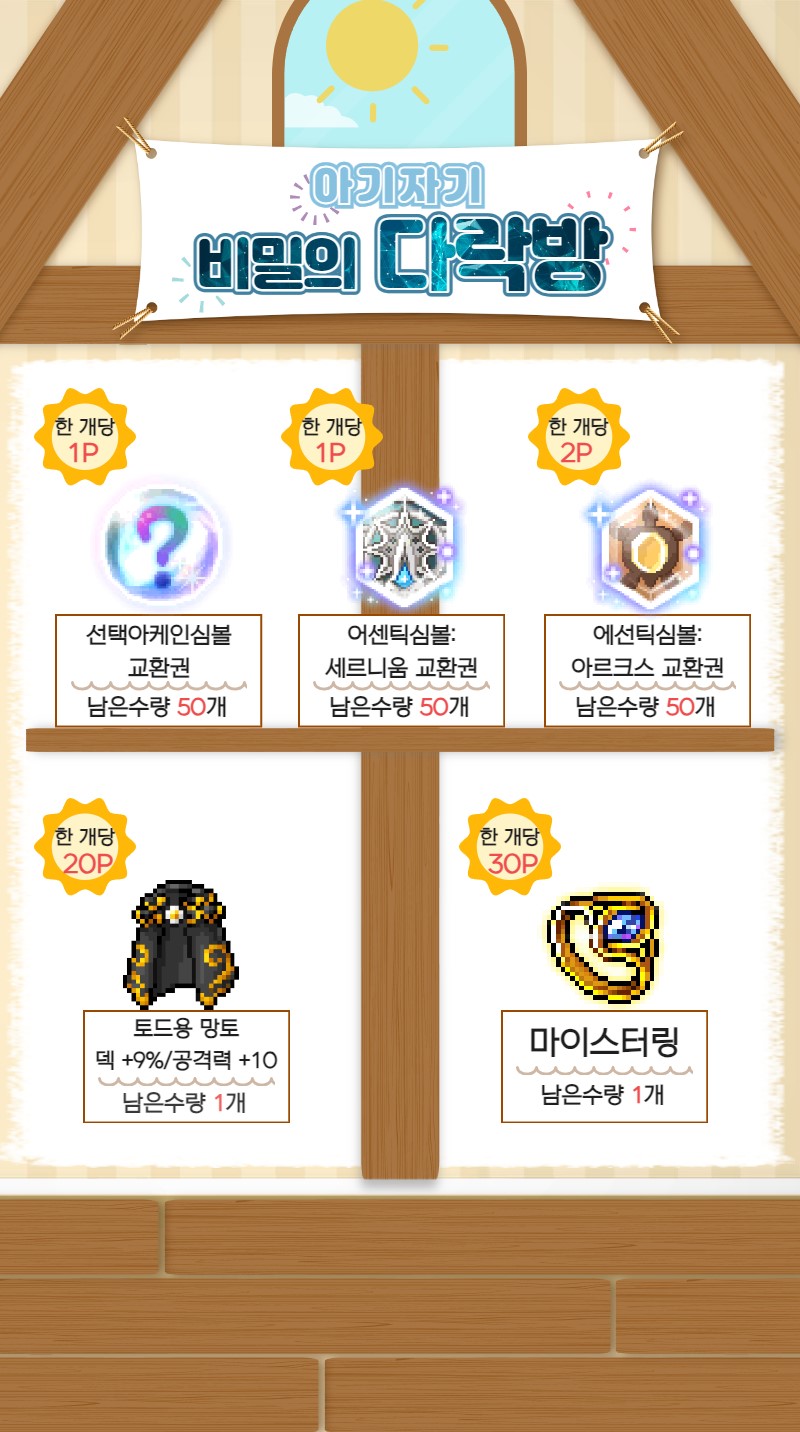 아기자기
비밀의 다락방
한 개당
1P
한 개당
1P
한 개당
2P
?
선택아케인심볼
교환권
남은수량 50개
어센틱심볼:
세르니움 교환권
남은수량 50개
에선틱심볼:
아르크스 교환권
남은수량 50개
한 개당
20P
한 개당
30P
토드용 망토
덱 +9%/공격력 +10
남은수량 1개
마이스터링
남은수량 1개